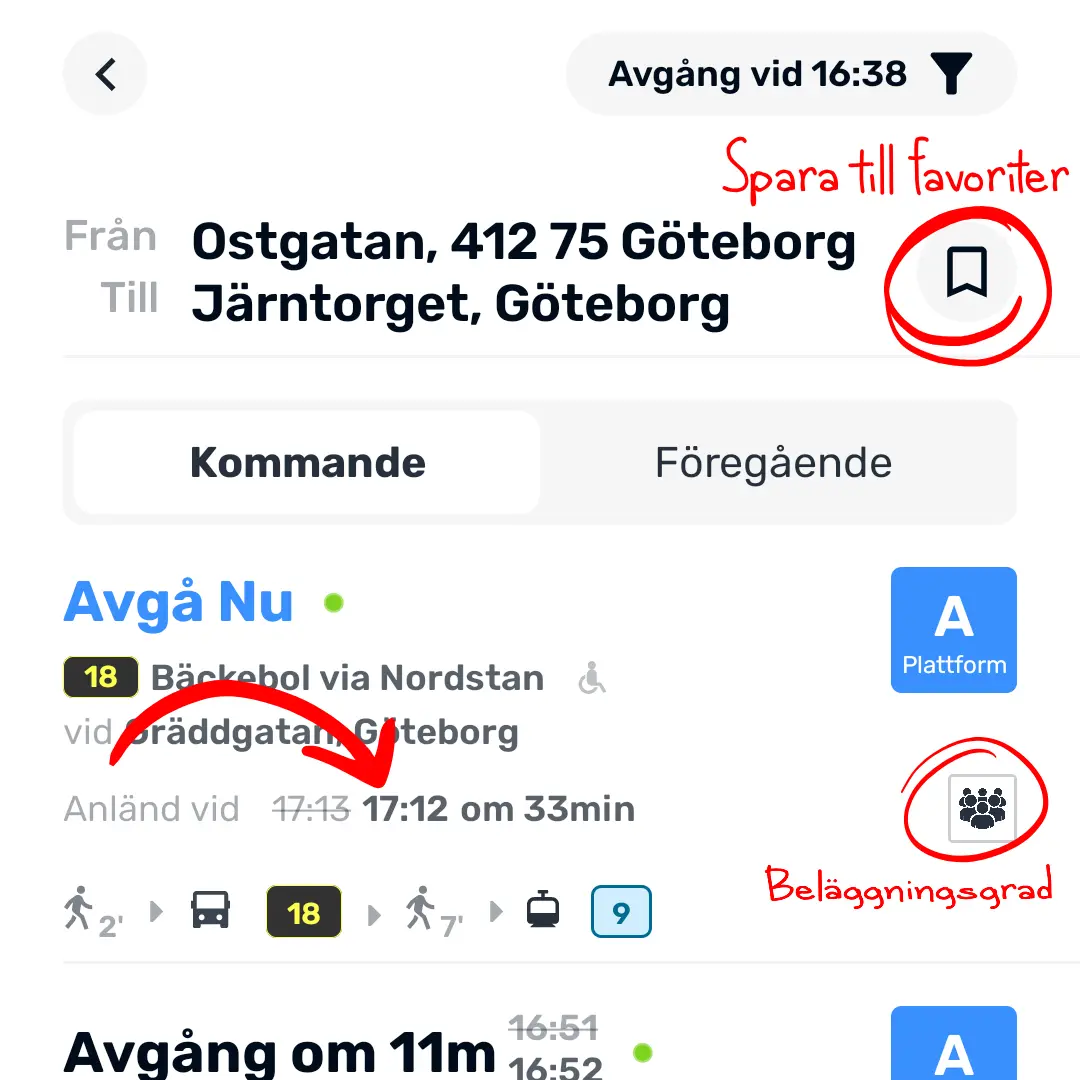 Avgång vid 16:38
Spara till favoriter
Från Ostgatan, 412 75 Göteborg
Till Järntorget, Göteborg
Kommande Föregående
Avgå Nu
A
Plattform
18 Bäckebol via Nordstan
vid Gräddgatan, Göteborg
Anländ vid 17:13 17:12 om 33min
Beläggningsgrad
2' 18 7' 9
Avgång om 11m 16:51
16:52
A